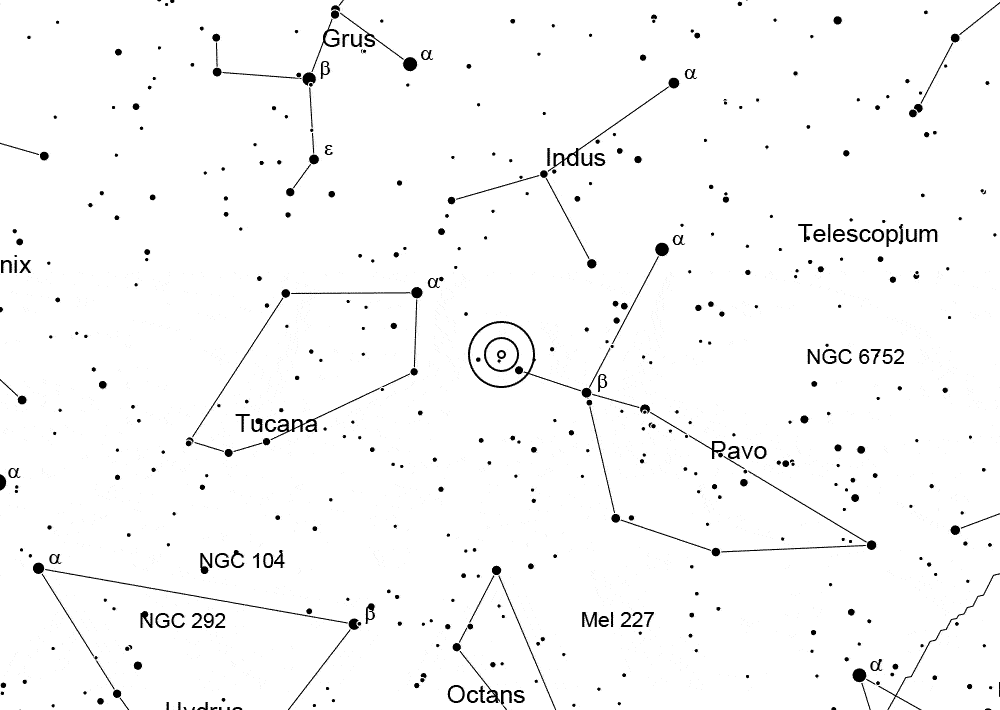 Grus
α
β
α
ε
Indus
Telescopium
α
nix
α
NGC 6752
β
Tucana
Pavo
α
NGC 104
α
β
NGC 292
Mel 227
α
Octans
Hydrus